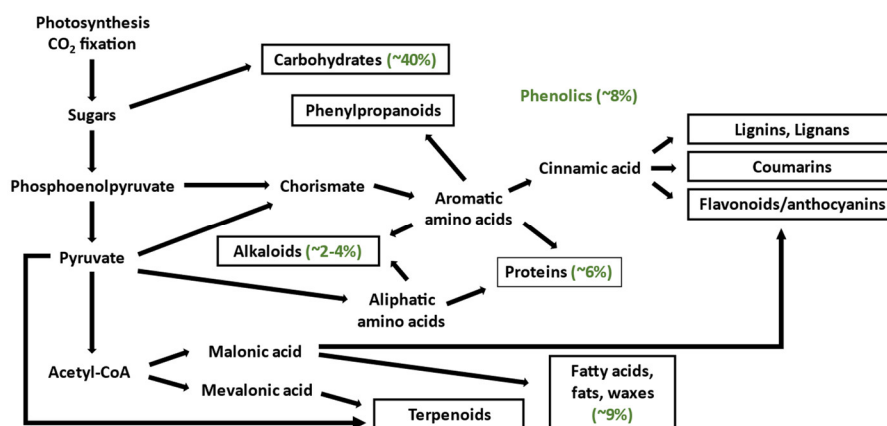 Photosynthesis
CO₂ fixation
Carbohydrates (~40%)
Phenylpropanoids
Phenolics (~8%)
Sugars
Lignins, Lignans
Cinnamic acid
Coumarins
Phosphoenolpyruvate
Chorismate
Aromatic
amino acids
Flavonoids/anthocyanins
Alkaloids (~2-4%)
Pyruvate
Proteins (~6%)
Aliphatic
amino acids
Malonic acid
Acetyl-CoA
Mevalonic acid
Fatty acids,
fats, waxes
(~9%)
Terpenoids